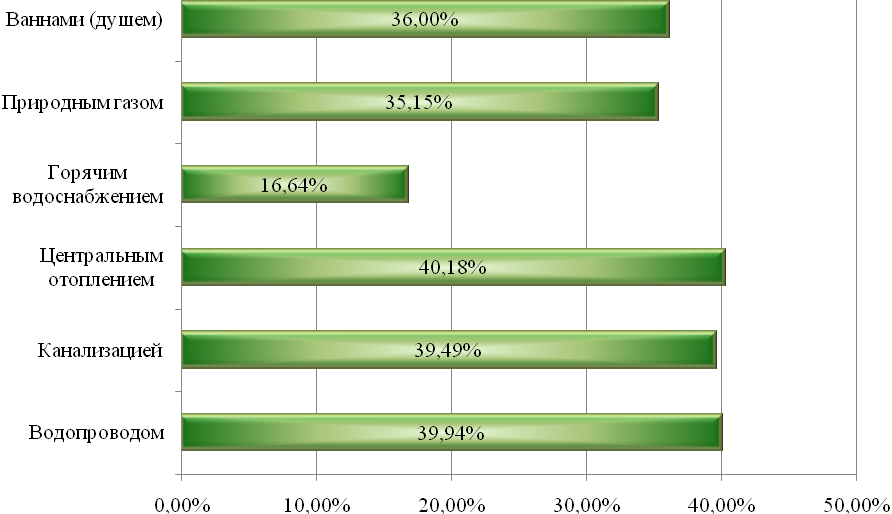 Ваннами (душем)
36,00%
Природным газом
35,15%
Горячим
водоснабжением
16,64%
Центральным
отоплением
40,18%
Канализацией
39,49%
Водопроводом
39,94%
0,00% 10,00% 20,00% 30,00% 40,00% 50,00%